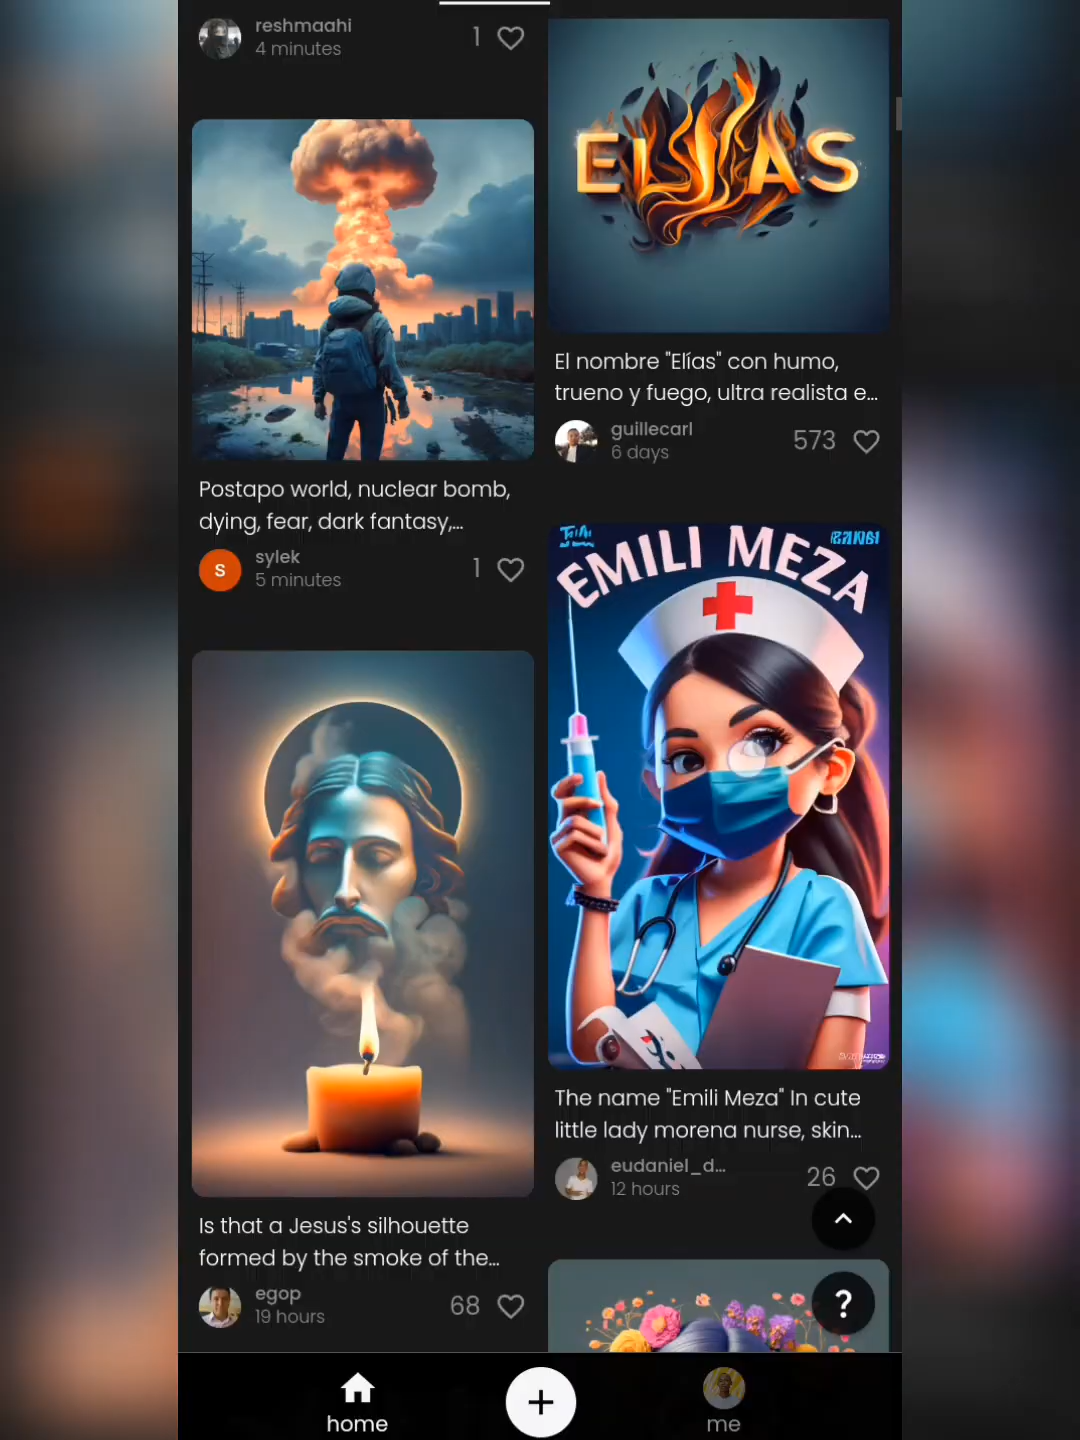 reshmaahi
4 minutes
1
Postapo world, nuclear bomb,
dying, fear, dark fantasy,...
S
sylek
5 minutes
1
Is that a Jesus's silhouette
formed by the smoke of the...
egop
19 hours
68
ELIAS
El nombre "Elías" con humo,
trueno y fuego, ultra realista e...
guillecarl
6 days
573
EMILI MEZA
The name "Emili Meza" In cute
little lady morena nurse, skin...
eudaniel_d...
12 hours
26
?
home
+
me